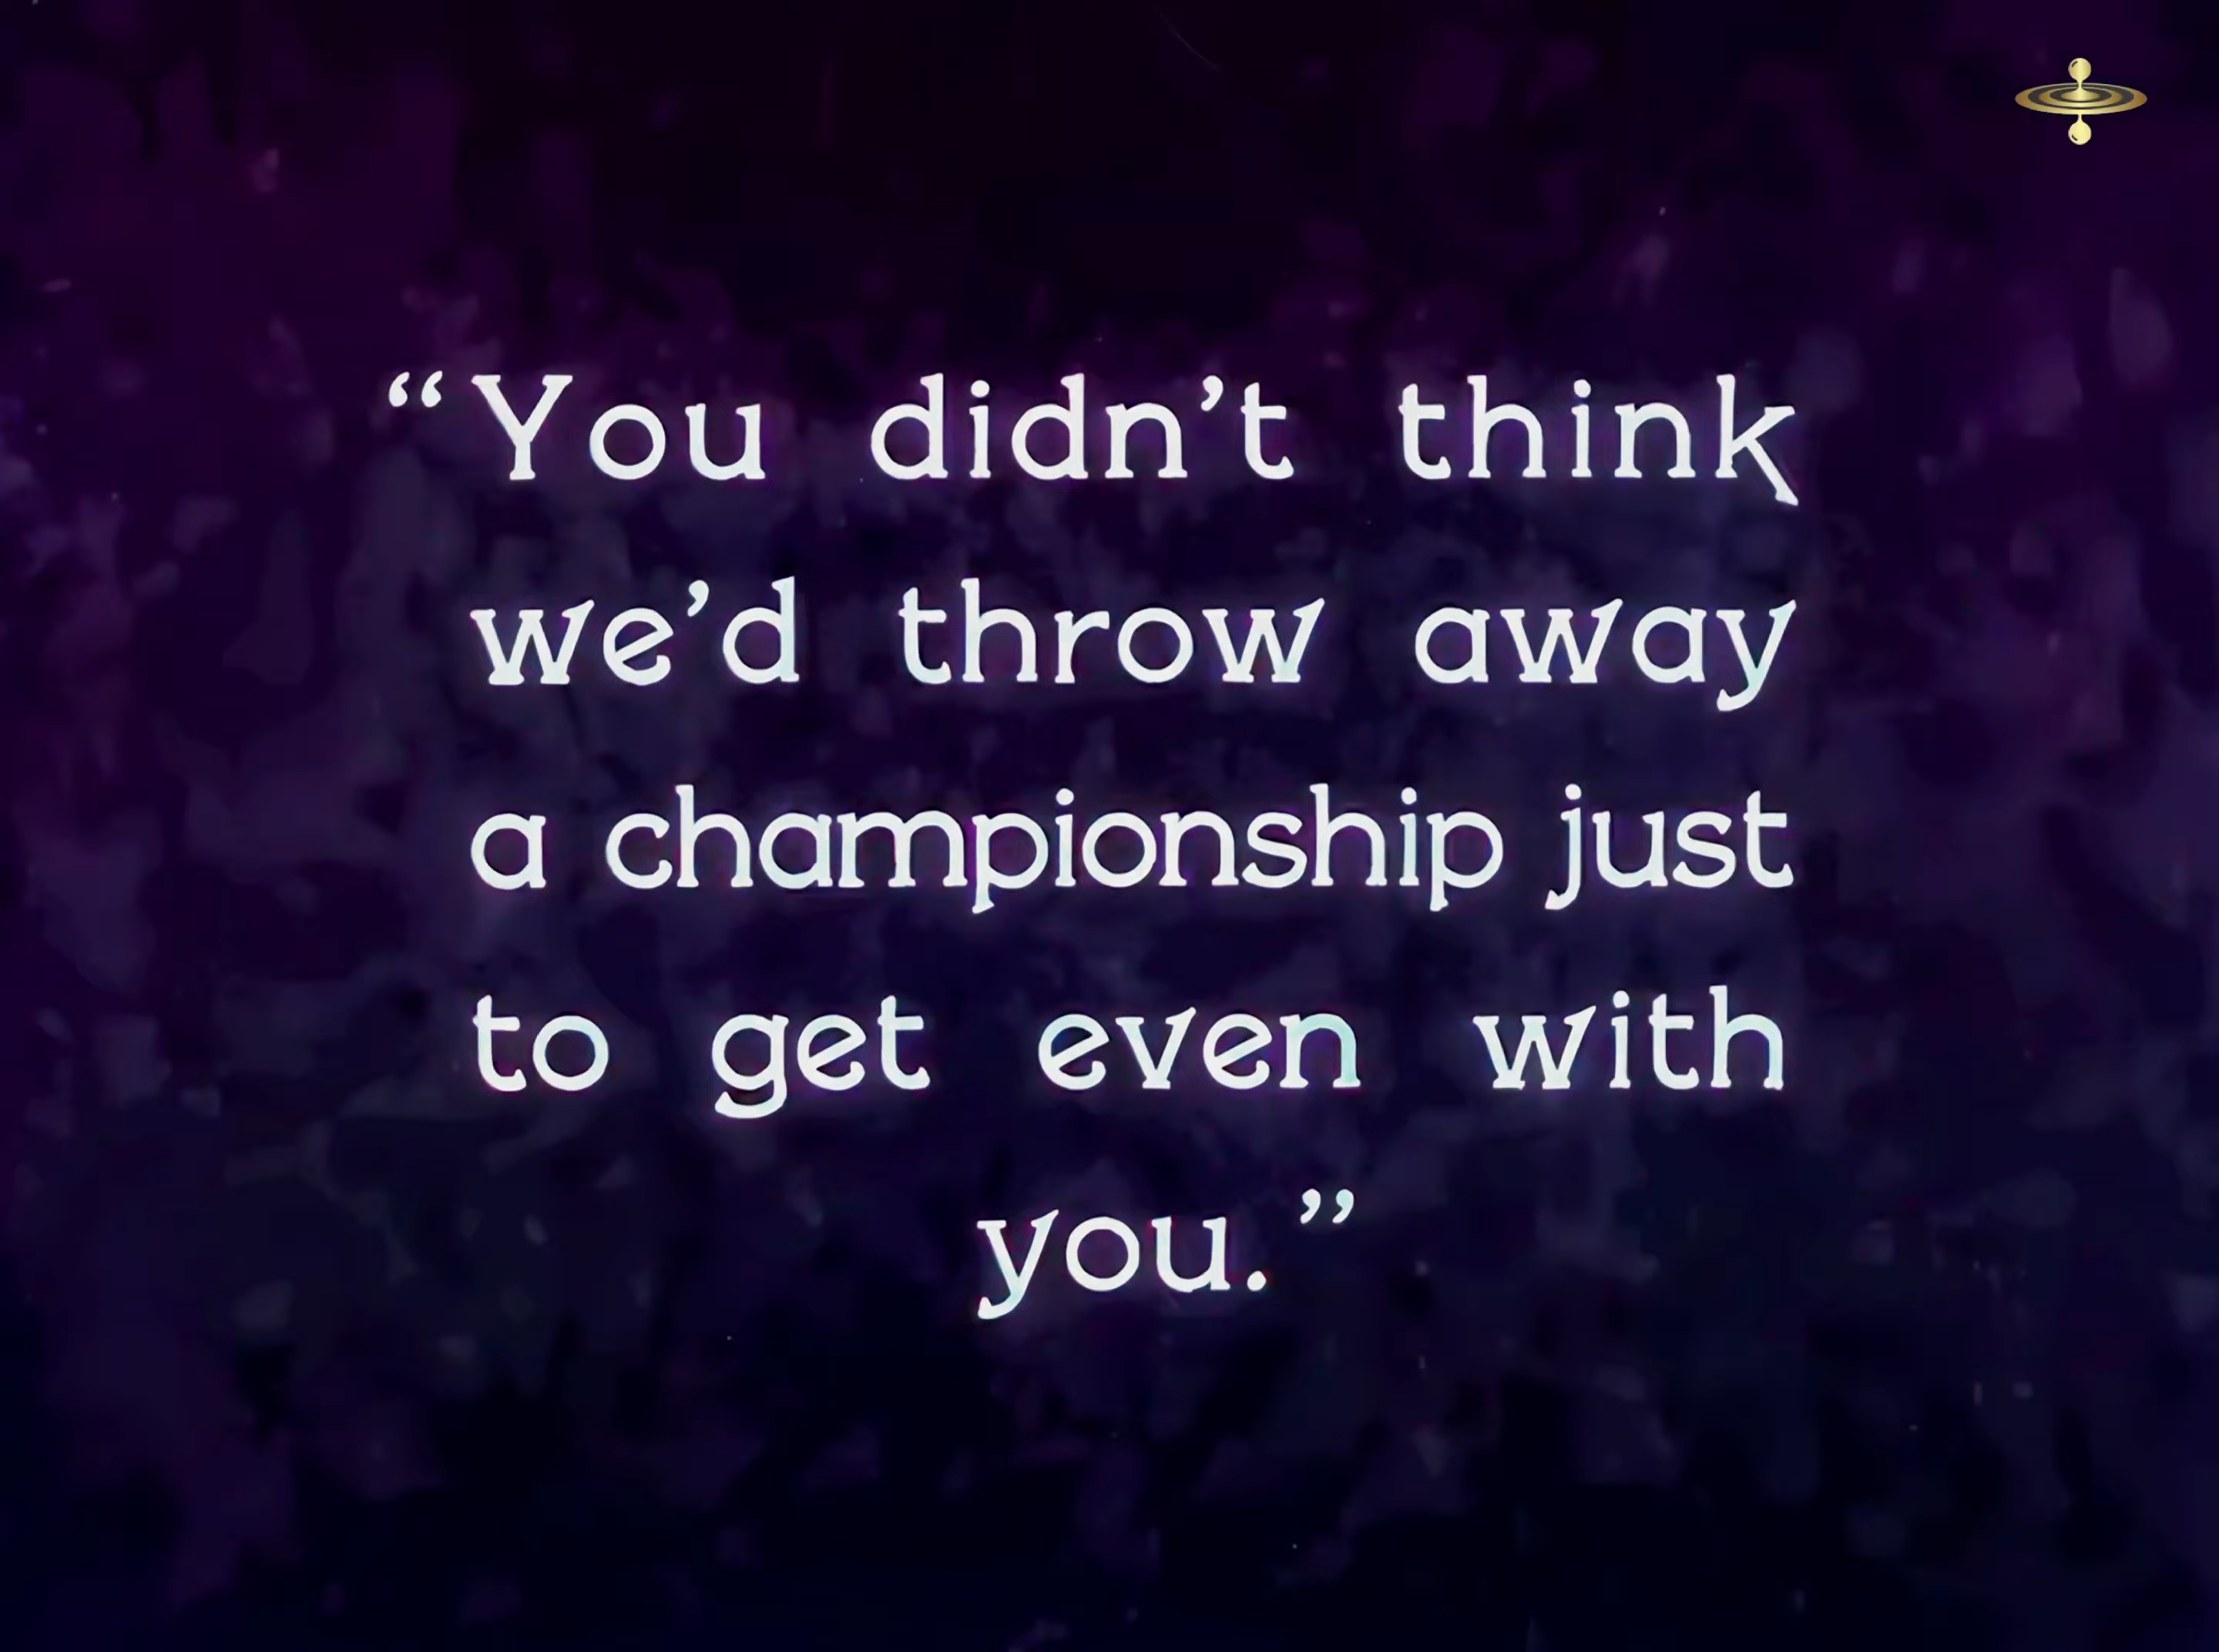 “You didn’t think
we’d throw away
a championship just
to get even with
you.”